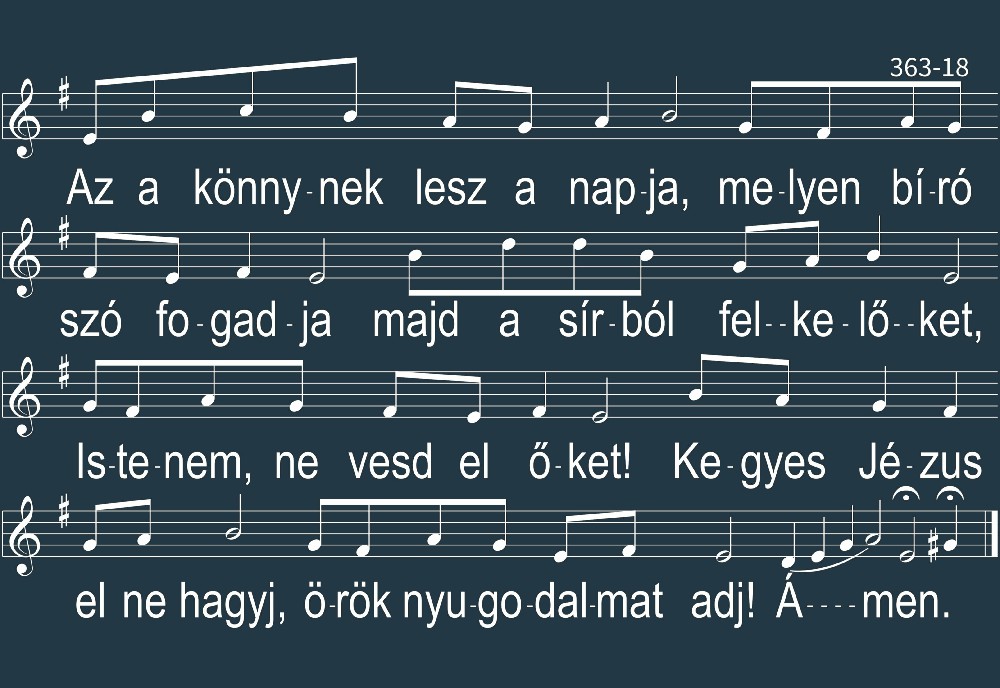 363-18
Az a könny-nek lesz a nap-ja, me-lyen bí-ró
szó fo-gad-ja majd a sír-ból fel--ke-lő--ket,
Is-te-nem, ne vesd el ő-ket! Ke-gyes Jé-zus
el ne hagyj, ö-rök nyu-go-dal-mat adj! Á----men.